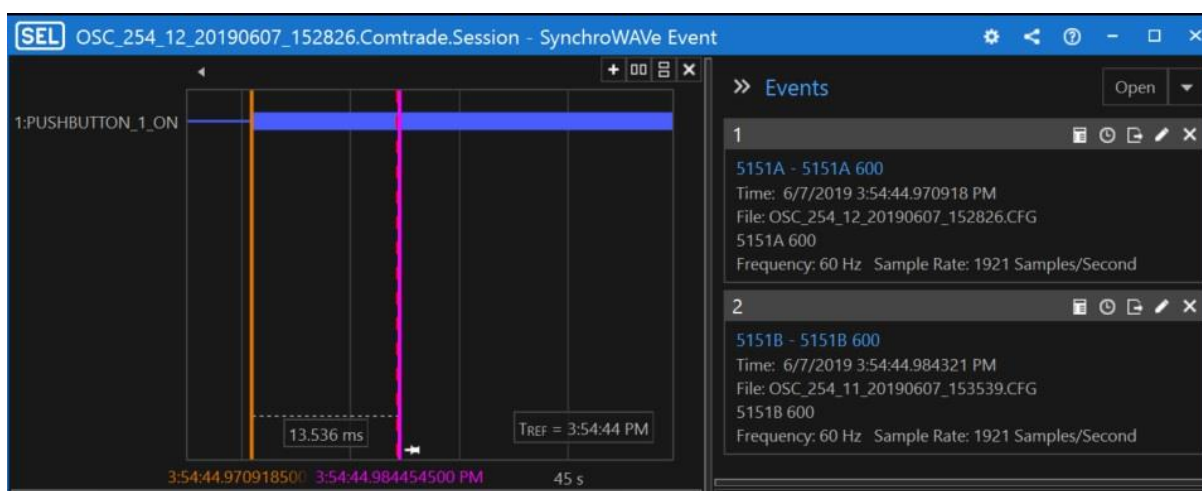 SEL OSC_254_12_20190607_152826.Comtrade.Session - SynchroWAVe Event
1:PUSHBUTTON_1_ON
13.536 ms
TREF = 3:54:44 PM
3:54:44.970918500 3:54:44.984454500 PM 45 s
Events
Open
1
5151A - 5151A 600
Time: 6/7/2019 3:54:44.970918 PM
File: OSC_254_12_20190607_152826.CFG
5151A 600
Frequency: 60 Hz Sample Rate: 1921 Samples/Second
2
5151B - 5151B 600
Time: 6/7/2019 3:54:44.984321 PM
File: OSC_254_11_20190607_153539.CFG
5151B 600
Frequency: 60 Hz Sample Rate: 1921 Samples/Second